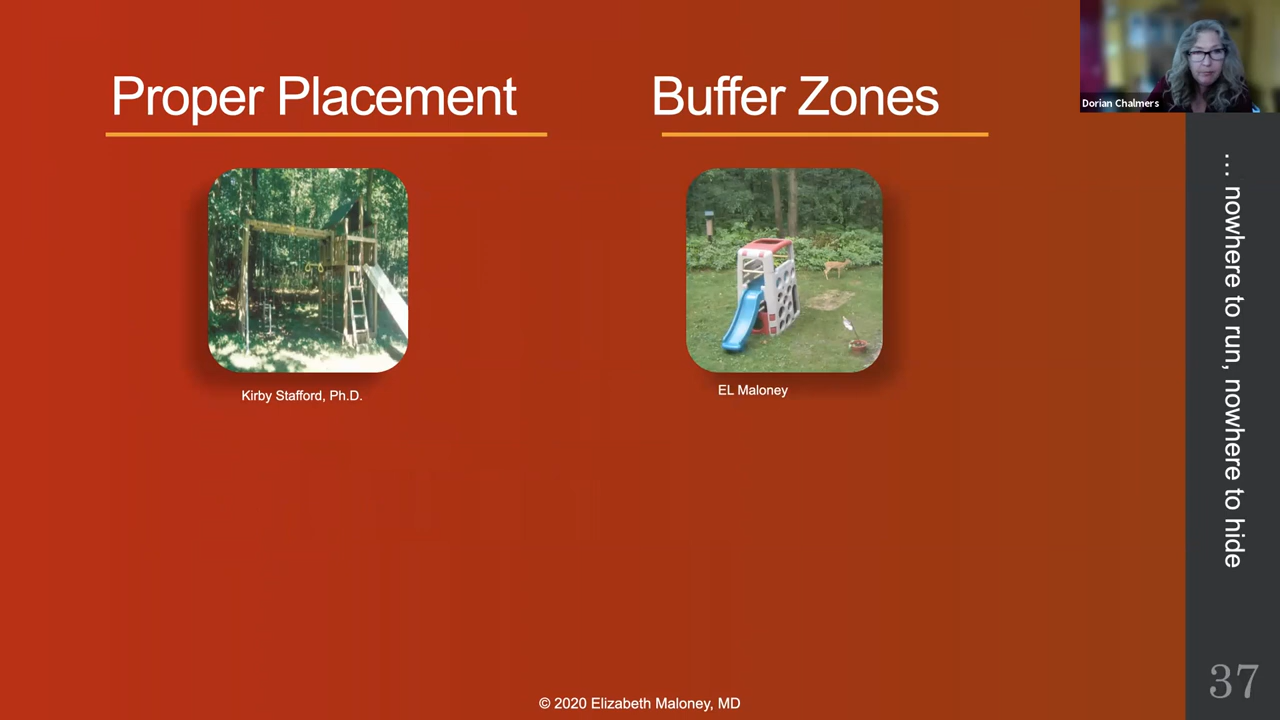 Proper Placement
Buffer Zones
Dorian Chalmers
Kirby Stafford, Ph.D.
EL Maloney
... nowhere to run, nowhere to hide
© 2020 Elizabeth Maloney, MD
37